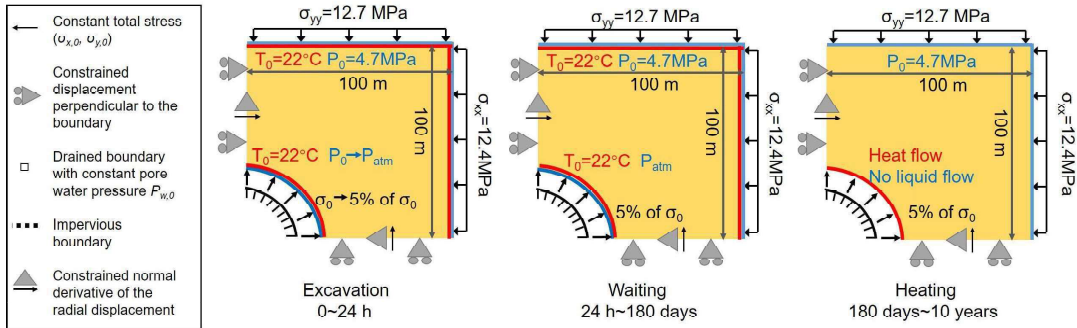 Constant total stress
(σx,0, σy,0)
Constrained
displacement
perpendicular to the
boundary
Drained boundary
with constant pore
water pressure Pw,0
Impervious
boundary
Constrained normal
derivative of the
radial displacement
σyy=12.7 MPa
T0=22°C P0=4.7MPa
100 m
100 m
σxx=12.4MPa
T0=22°C P0→Patm
σ0→5% of σ0
Excavation
0~24 h
σyy=12.7 MPa
T0=22°C P0=4.7MPa
100 m
100 m
σxx=12.4MPa
T0=22°C Patm
5% of σ0
Waiting
24 h~180 days
σyy=12.7 MPa
P0=4.7MPa
100 m
100 m
σxx=12.4MPa
Heat flow
No liquid flow
5% of σ0
Heating
180 days~10 years